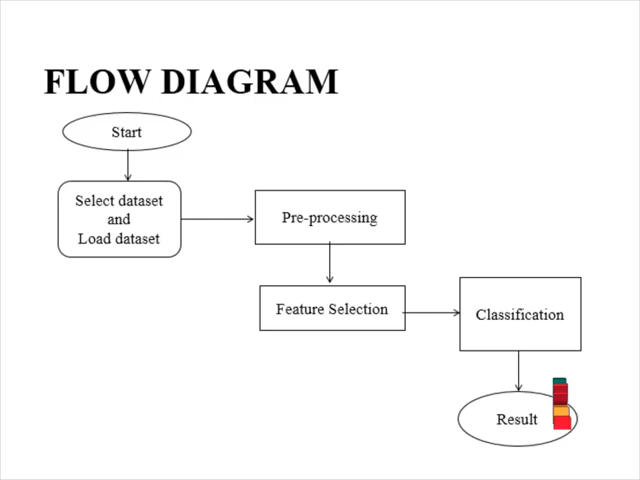 FLOW DIAGRAM
Start
Select dataset
and
Load dataset
Pre-processing
Feature Selection
Classification
Result